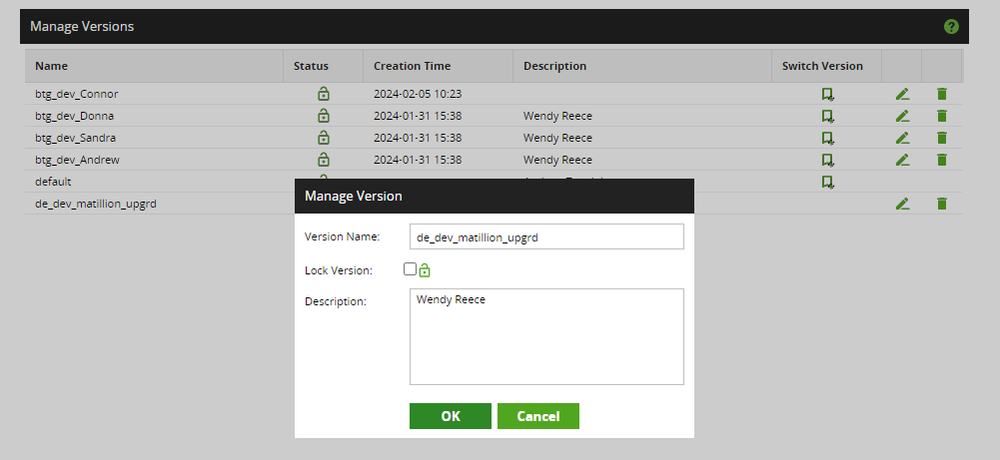 Manage Versions ?
Name Status Creation Time Description Switch Version
btg_dev_Connor 2024-02-05 10:23
btg_dev_Donna 2024-01-31 15:38 Wendy Reece
btg_dev_Sandra 2024-01-31 15:38 Wendy Reece
btg_dev_Andrew 2024-01-31 15:38 Wendy Reece
default
de_dev_matillion_upgrd
Manage Version
Version Name: de_dev_matillion_upgrd
Lock Version:
Description: Wendy Reece
OK Cancel